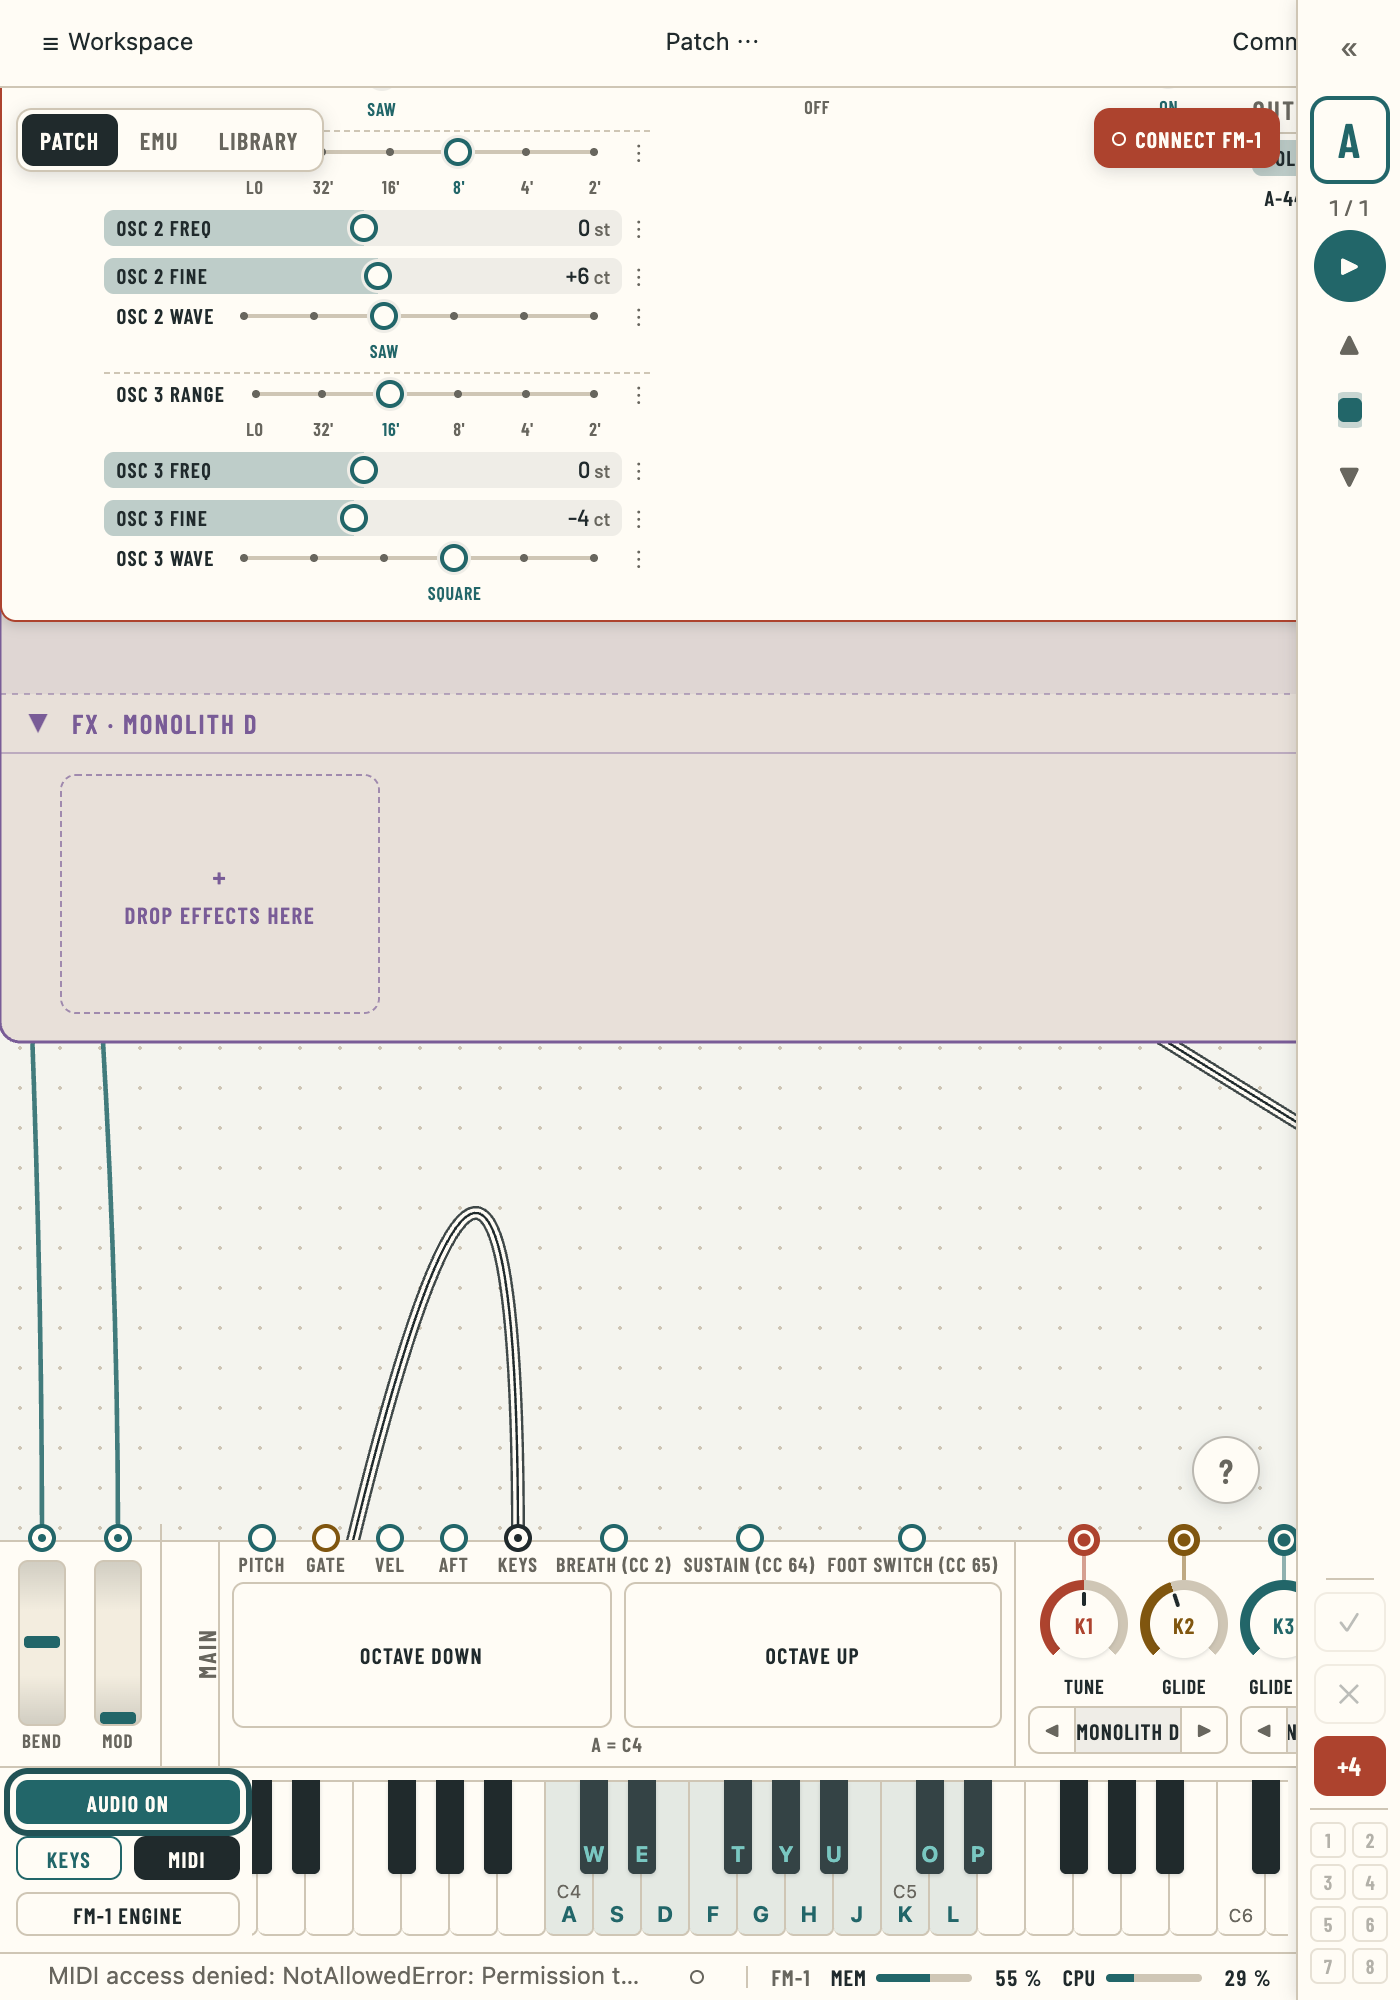 ≡ Workspace
Patch ···
Comm
«
SAW
OFF
ON
OUT
PATCH
EMU
LIBRARY
CONNECT FM-1
OL
A
LO 32' 16' 8' 4' 2'
A-44
1 / 1
OSC 2 FREQ 0 st
OSC 2 FINE +6 ct
OSC 2 WAVE
SAW
OSC 3 RANGE
LO 32' 16' 8' 4' 2'
OSC 3 FREQ 0 st
OSC 3 FINE -4 ct
OSC 3 WAVE
SQUARE
FX · MONOLITH D
+
DROP EFFECTS HERE
?
PITCH GATE VEL AFT KEYS BREATH (CC 2) SUSTAIN (CC 64) FOOT SWITCH (CC 65)
MAIN
OCTAVE DOWN
OCTAVE UP
K1 K2 K3
TUNE GLIDE GLIDE
MONOLITH D
N
BEND MOD
A = C4
+4
AUDIO ON
KEYS
MIDI
FM-1 ENGINE
W E T Y U O P
C4 C5 C6
A S D F G H J K L
1 2
3 4
5 6
7 8
MIDI access denied: NotAllowedError: Permission t...
FM-1 MEM 55 % CPU 29 %